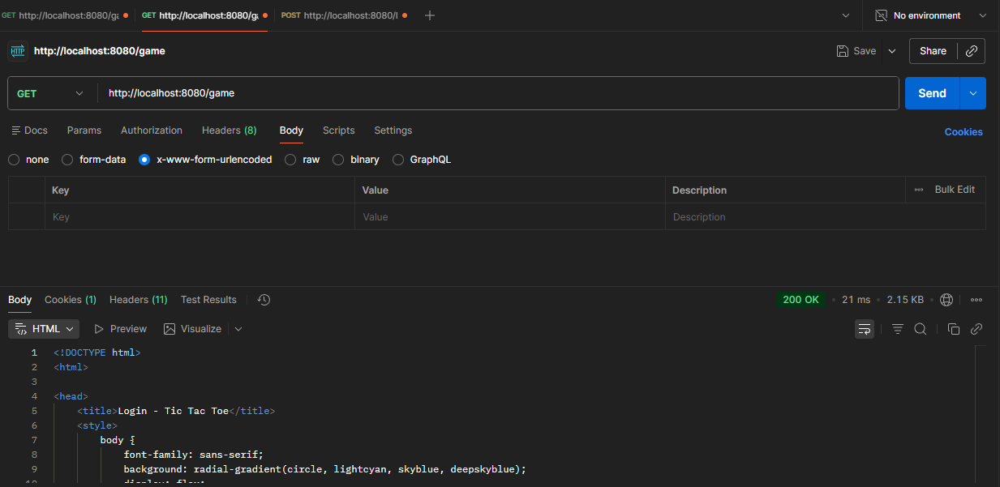 GET http://localhost:8080/ga GET http://localhost:8080/ga POST http://localhost:8080/l No environment
HTTP http://localhost:8080/game Save Share
GET http://localhost:8080/game Send
Docs Params Authorization Headers (8) Body Scripts Settings Cookies
none form-data x-www-form-urlencoded raw binary GraphQL
Key Value Description Bulk Edit
Key Value Description
Body Cookies (1) Headers (11) Test Results 200 OK • 21 ms • 2.15 KB •
HTML Preview Visualize
1 <!DOCTYPE html>
2 <html>
3
4 <head>
5 <title>Login - Tic Tac Toe</title>
6 <style>
7 body {
8 font-family: sans-serif;
9 background: radial-gradient(circle, lightcyan, skyblue, deepskyblue);
10 display: flex;